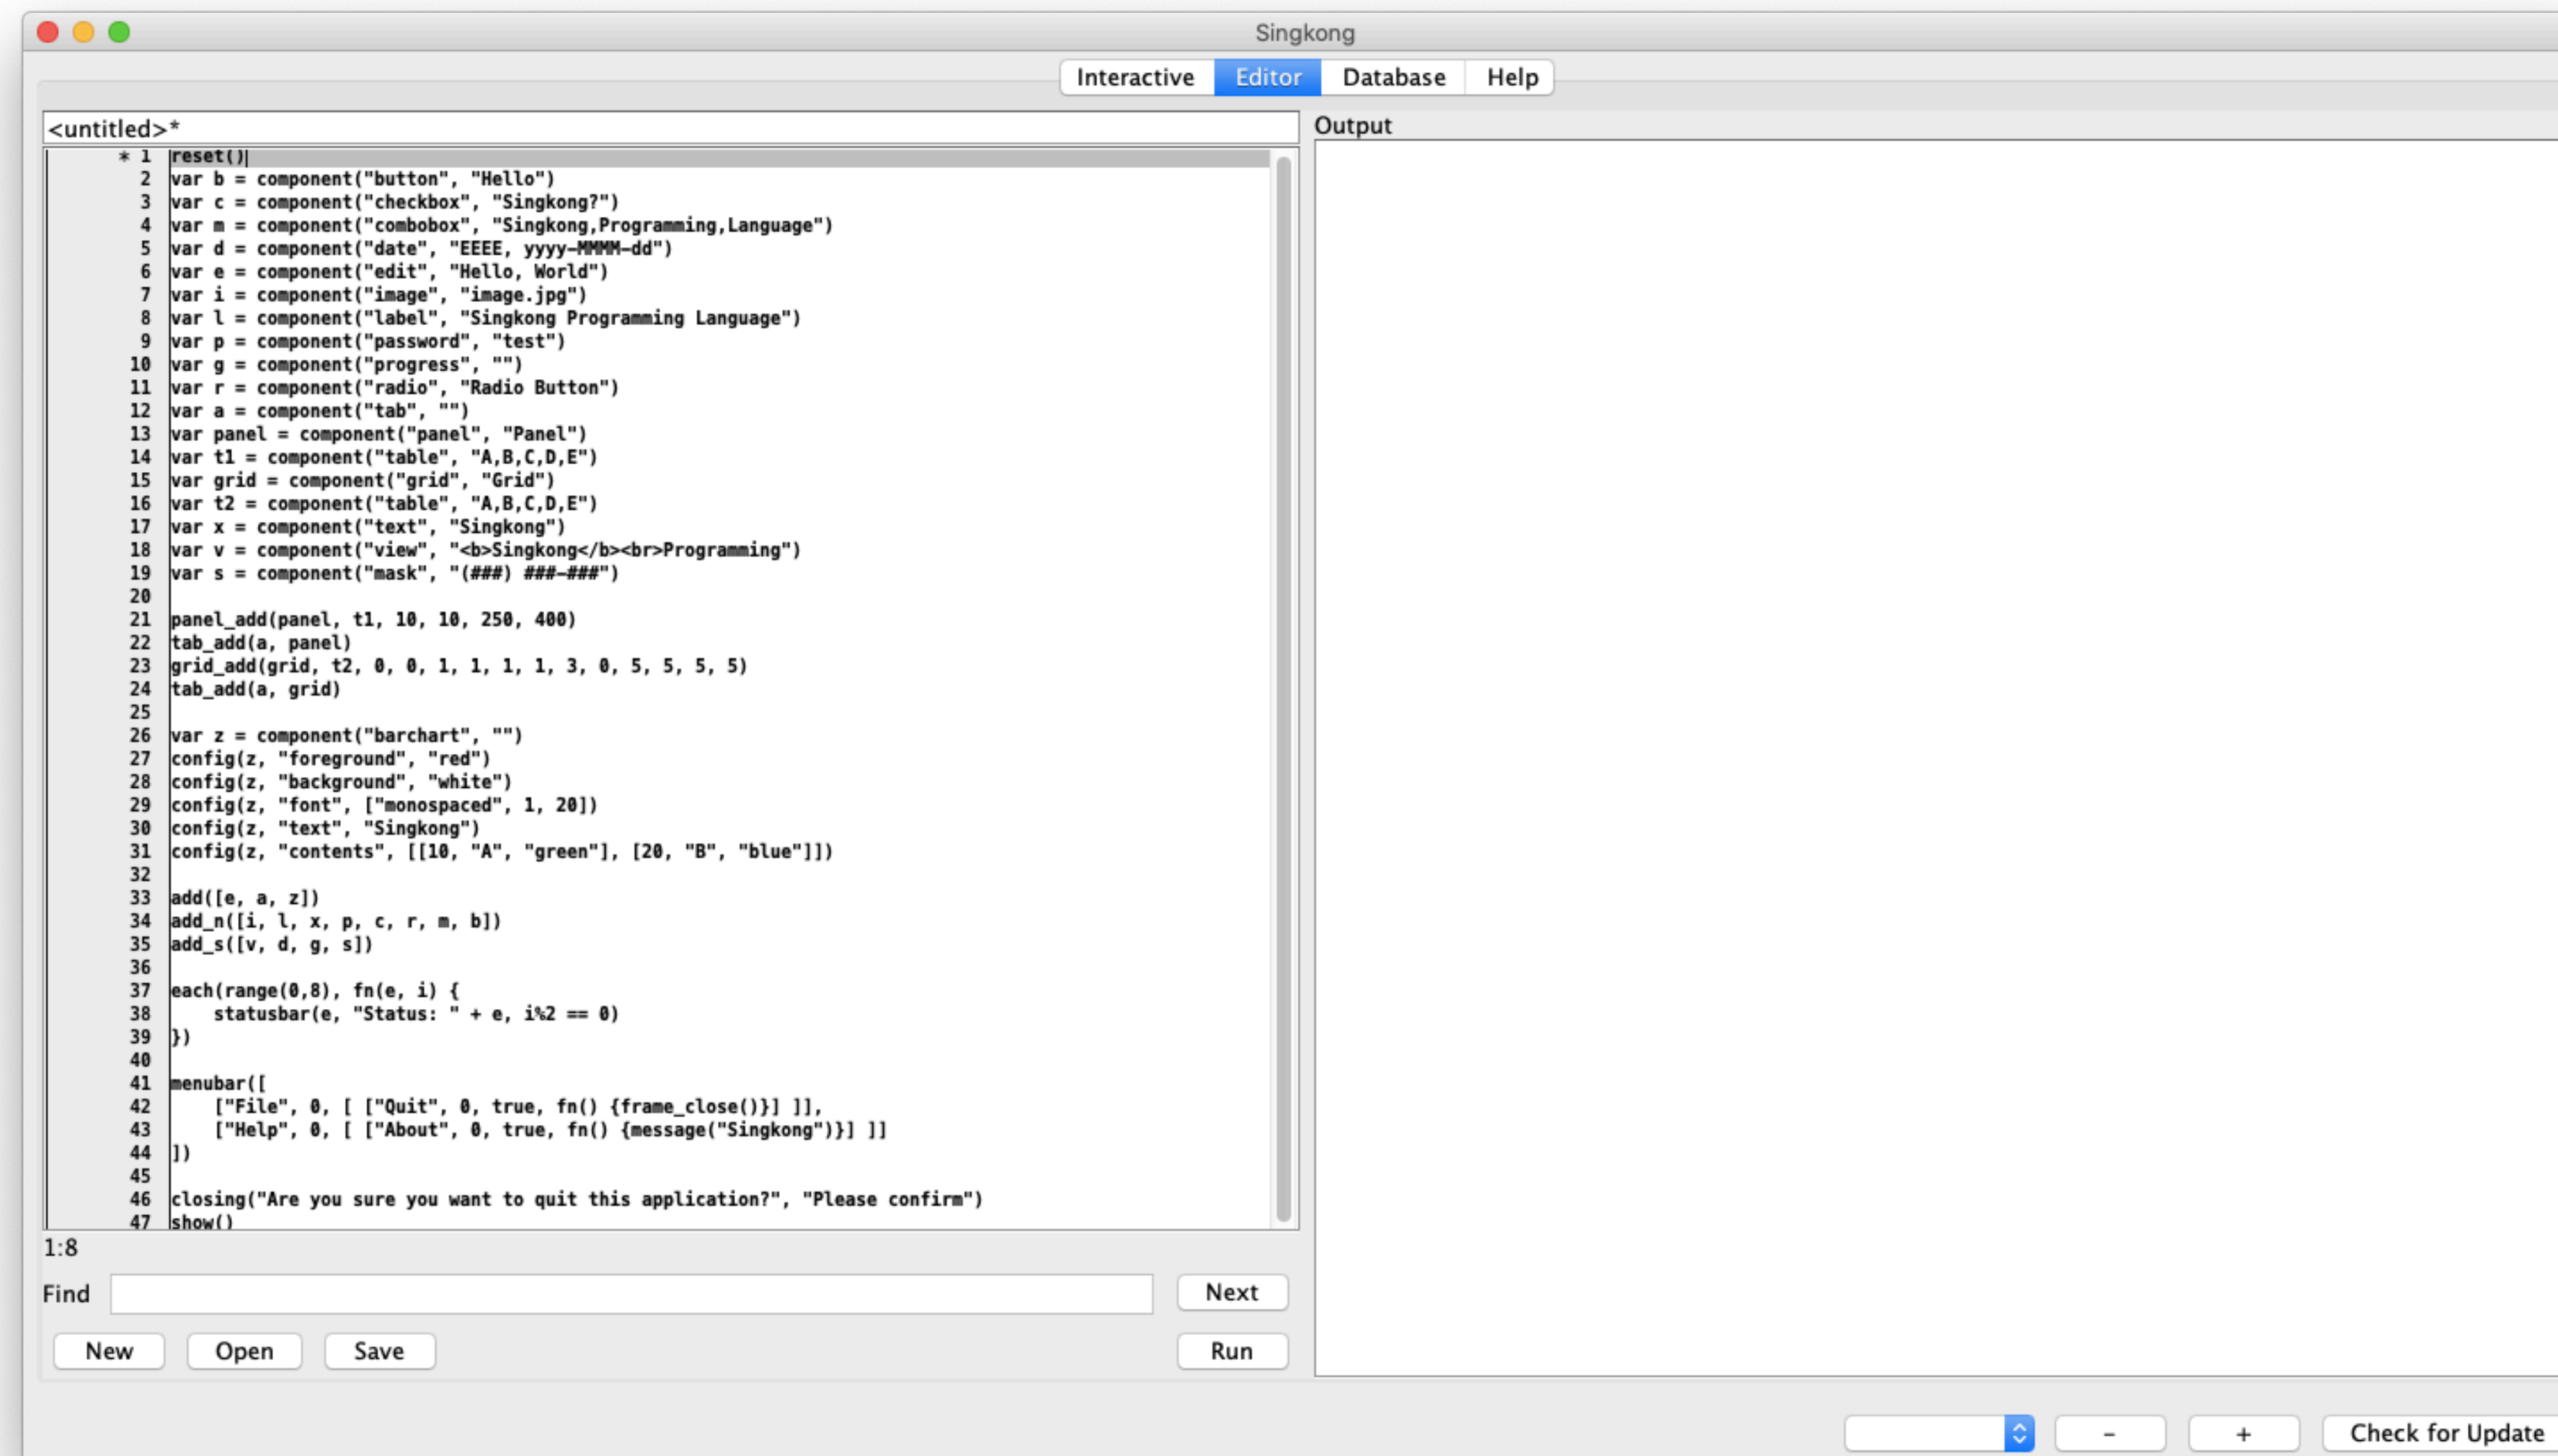 Singkong
Interactive Editor Database Help
<untitled>*
Output
* 1 reset()
2 var b = component("button", "Hello")
3 var c = component("checkbox", "Singkong?")
4 var m = component("combobox", "Singkong,Programming,Language")
5 var d = component("date", "EEEE, yyyy-MMMM-dd")
6 var e = component("edit", "Hello, World")
7 var i = component("image", "image.jpg")
8 var l = component("label", "Singkong Programming Language")
9 var p = component("password", "test")
10 var g = component("progress", "")
11 var r = component("radio", "Radio Button")
12 var a = component("tab", "")
13 var panel = component("panel", "Panel")
14 var t1 = component("table", "A,B,C,D,E")
15 var grid = component("grid", "Grid")
16 var t2 = component("table", "A,B,C,D,E")
17 var x = component("text", "Singkong")
18 var v = component("view", "<b>Singkong</b><br>Programming")
19 var s = component("mask", "(###) ###-###")
20
21 panel_add(panel, t1, 10, 10, 250, 400)
22 tab_add(a, panel)
23 grid_add(grid, t2, 0, 0, 1, 1, 1, 1, 3, 0, 5, 5, 5, 5)
24 tab_add(a, grid)
25
26 var z = component("barchart", "")
27 config(z, "foreground", "red")
28 config(z, "background", "white")
29 config(z, "font", ["monospaced", 1, 20])
30 config(z, "text", "Singkong")
31 config(z, "contents", [[10, "A", "green"], [20, "B", "blue"]])
32
33 add([e, a, z])
34 add_n([i, l, x, p, c, r, m, b])
35 add_s([v, d, g, s])
36
37 each(range(0,8), fn(e, i) {
38     statusbar(e, "Status: " + e, i%2 == 0)
39 })
40
41 menubar([
42     ["File", 0, [ ["Quit", 0, true, fn() {frame_close()}] ]],
43     ["Help", 0, [ ["About", 0, true, fn() {message("Singkong")}] ]]
44 ])
45
46 closing("Are you sure you want to quit this application?", "Please confirm")
47 show()
1:8
Find Next
New Open Save Run
- + Check for Update